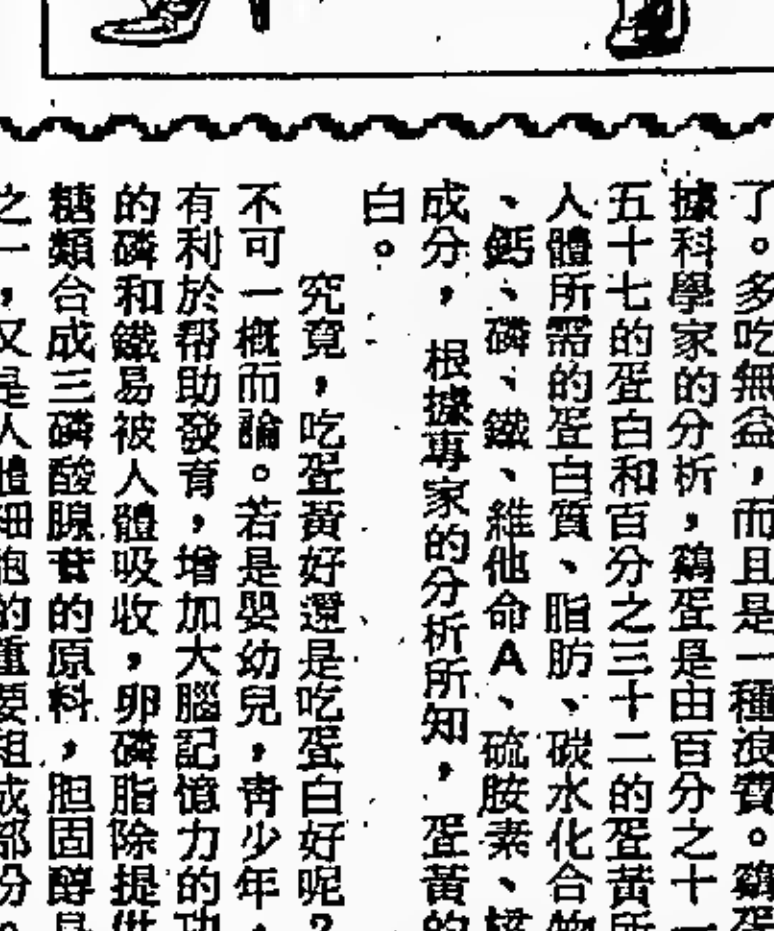 了。多吃無益，而且是一種浪費。鷄蛋
據科學家的分析，鷄蛋是由百分之十一
五十七的蛋白和百分之三十二的蛋黃所
人體所需的蛋白質、脂肪、碳水化合物
、鈣、磷、鐵、維他命A、硫胺素、
成分，根據專家的分析所知，蛋黃的
白。
究竟，吃蛋黃好還是吃蛋白好呢？
不可一概而論。若是嬰幼兒，青少年，
有利於帮助發育，增加大腦記憶力的功
的磷和鐵易被人體吸收，卵磷脂除提供
糖類合成三磷酸腺苷的原料，胆固醇是
之一，又是人體細胞的重要組成部份。